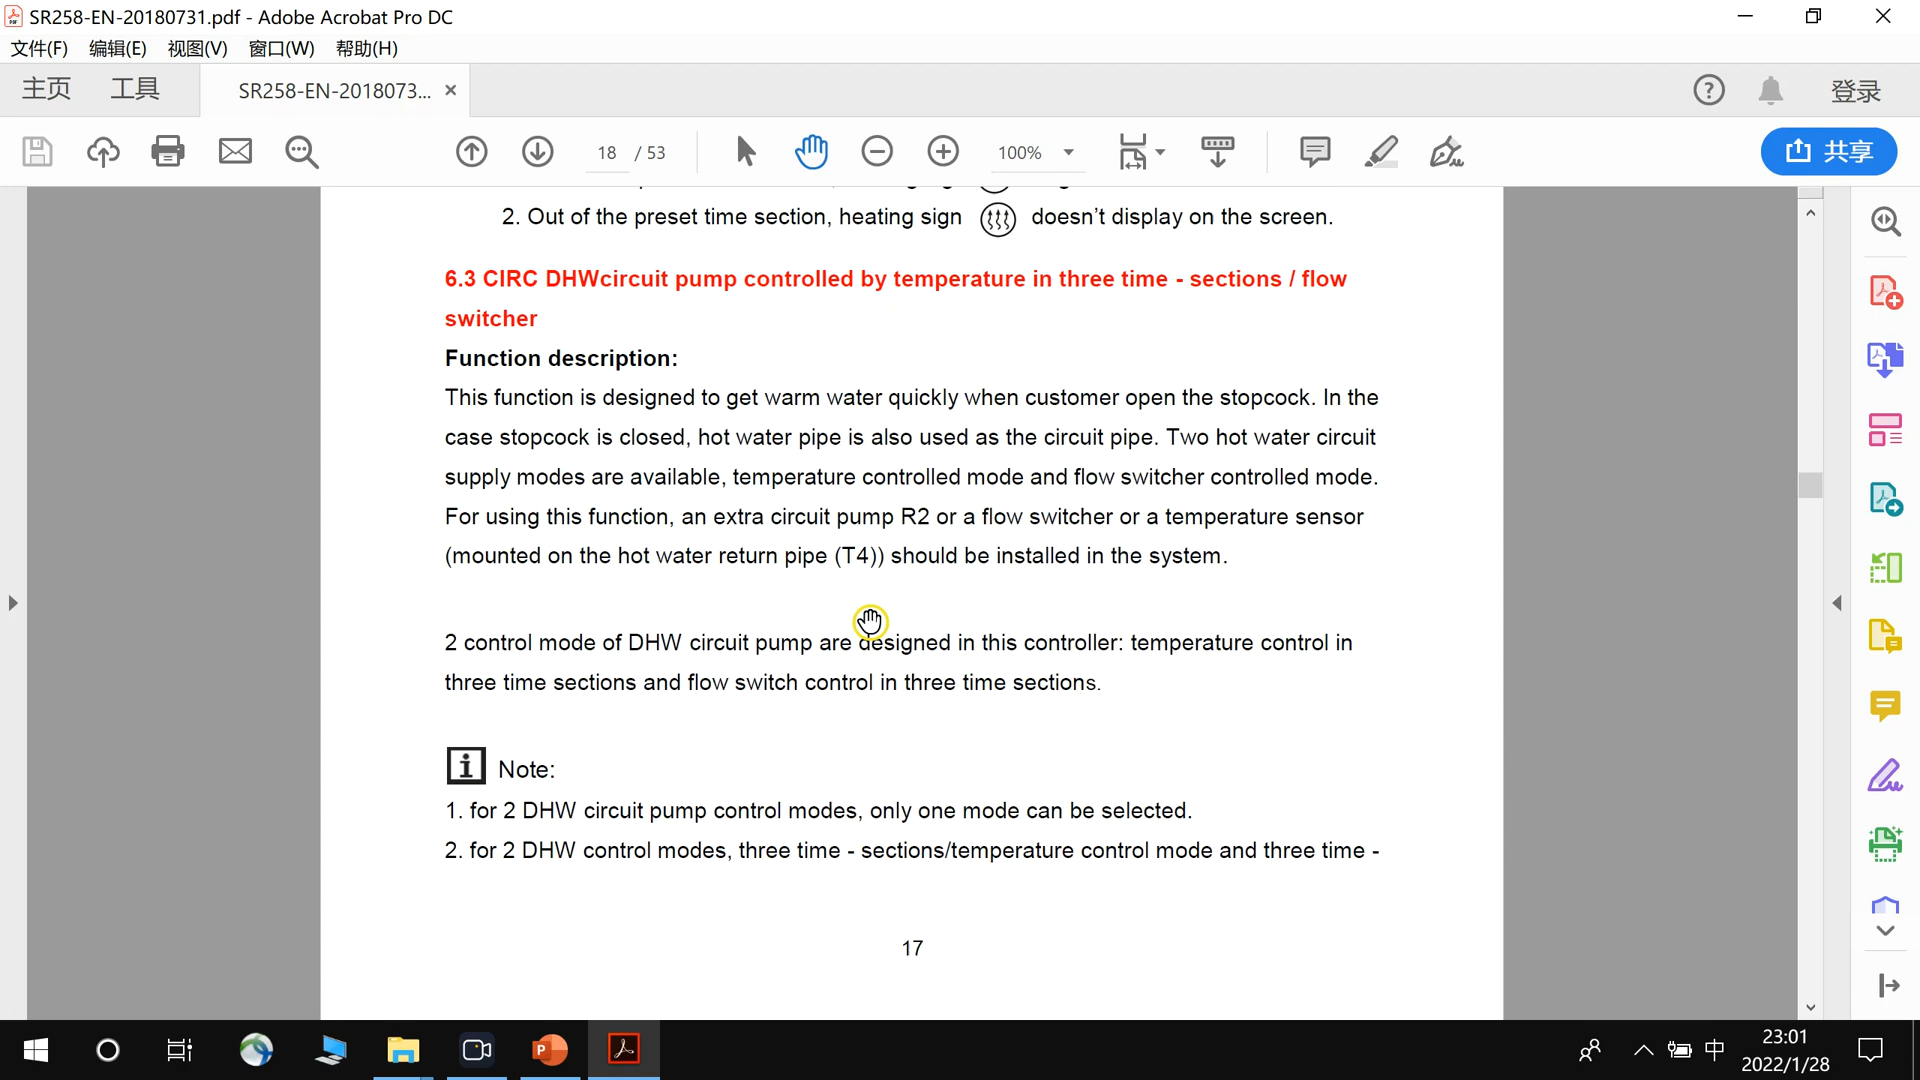 SR258-EN-20180731.pdf - Adobe Acrobat Pro DC
文件(F) 编辑(E) 视图(V) 窗口(W) 帮助(H)
主页 工具 SR258-EN-2018073... × 登录
18 / 53 100% 共享
2. Out of the preset time section, heating sign doesn’t display on the screen.
6.3 CIRC DHWcircuit pump controlled by temperature in three time - sections / flow
switcher
Function description:
This function is designed to get warm water quickly when customer open the stopcock. In the
case stopcock is closed, hot water pipe is also used as the circuit pipe. Two hot water circuit
supply modes are available, temperature controlled mode and flow switcher controlled mode.
For using this function, an extra circuit pump R2 or a flow switcher or a temperature sensor
(mounted on the hot water return pipe (T4)) should be installed in the system.
2 control mode of DHW circuit pump are designed in this controller: temperature control in
three time sections and flow switch control in three time sections.
Note:
1. for 2 DHW circuit pump control modes, only one mode can be selected.
2. for 2 DHW control modes, three time - sections/temperature control mode and three time -
17
中 23:01
2022/1/28